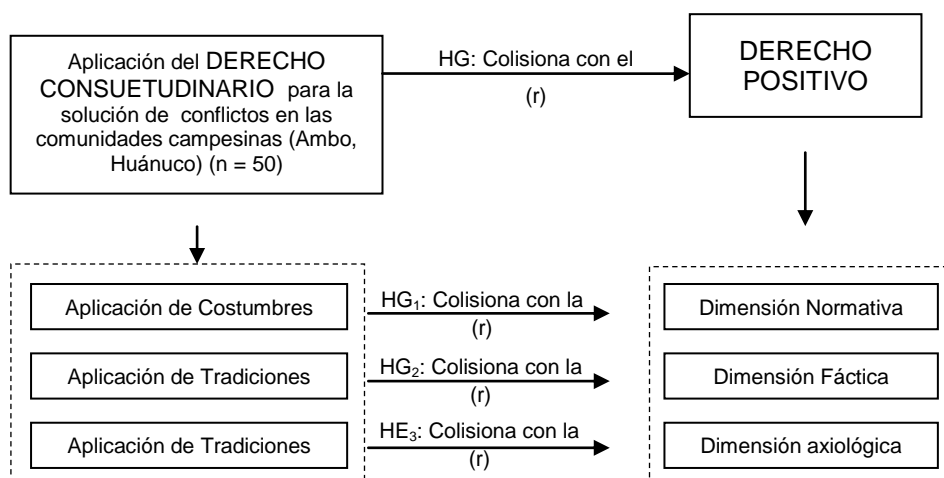 Aplicación del DERECHO
CONSUETUDINARIO para la
solución de conflictos en las
comunidades campesinas (Ambo,
Huánuco) (n = 50)
HG: Colisiona con el
(r)
DERECHO
POSITIVO
Aplicación de Costumbres
HG₁: Colisiona con la
(r)
Dimensión Normativa
Aplicación de Tradiciones
HG₂: Colisiona con la
(r)
Dimensión Fáctica
Aplicación de Tradiciones
HE₃: Colisiona con la
(r)
Dimensión axiológica